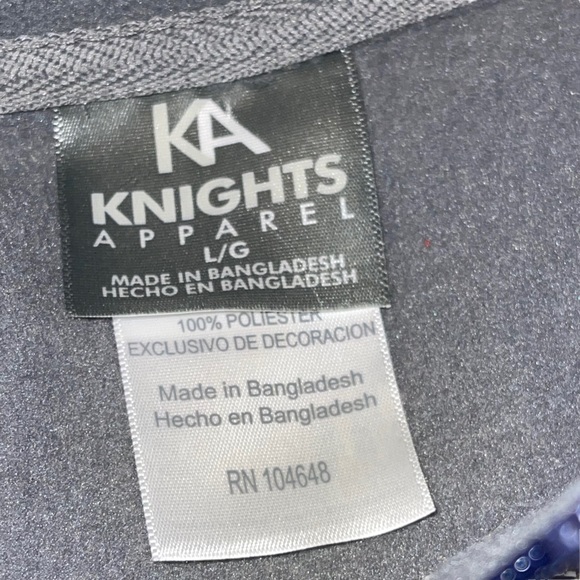 KA
KNIGHTS
APPAREL
L/G
MADE IN BANGLADESH
HECHO EN BANGLADESH
100% POLIESTER
EXCLUSIVO DE DECORACION
Made in Bangladesh
Hecho en Bangladesh
RN 104648